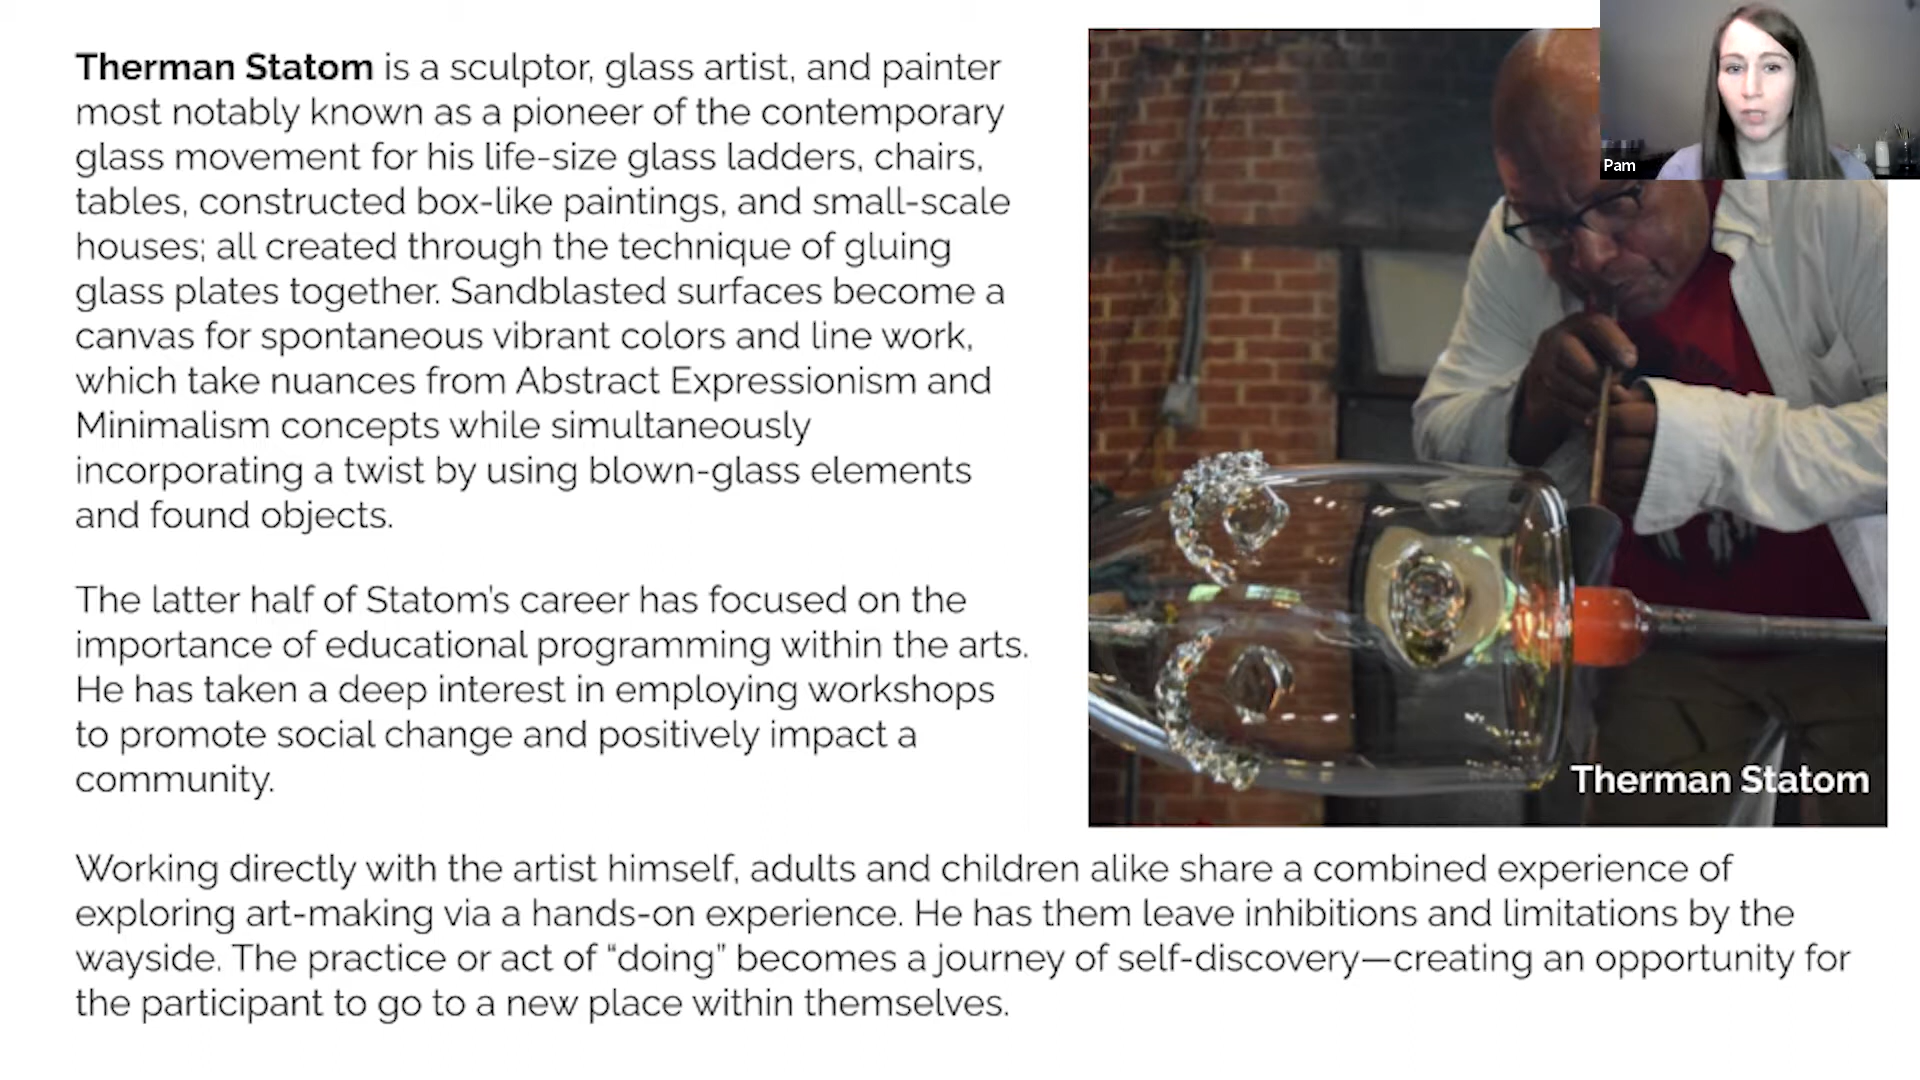 Therman Statom is a sculptor, glass artist, and painter
most notably known as a pioneer of the contemporary
glass movement for his life-size glass ladders, chairs,
tables, constructed box-like paintings, and small-scale
houses; all created through the technique of gluing
glass plates together. Sandblasted surfaces become a
canvas for spontaneous vibrant colors and line work,
which take nuances from Abstract Expressionism and
Minimalism concepts while simultaneously
incorporating a twist by using blown-glass elements
and found objects.
The latter half of Statom's career has focused on the
importance of educational programming within the arts.
He has taken a deep interest in employing workshops
to promote social change and positively impact a
community.
Working directly with the artist himself, adults and children alike share a combined experience of
exploring art-making via a hands-on experience. He has them leave inhibitions and limitations by the
wayside. The practice or act of “doing” becomes a journey of self-discovery—creating an opportunity for
the participant to go to a new place within themselves.
Pam
Therman Statom